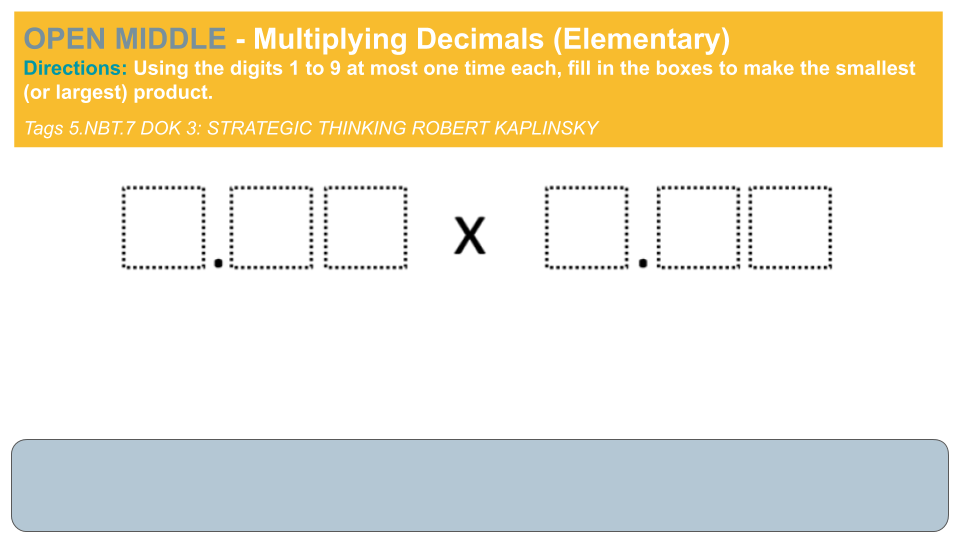 OPEN MIDDLE - Multiplying Decimals (Elementary)
Directions: Using the digits 1 to 9 at most one time each, fill in the boxes to make the smallest
(or largest) product.
Tags 5.NBT.7 DOK 3: STRATEGIC THINKING ROBERT KAPLINSKY
. x .